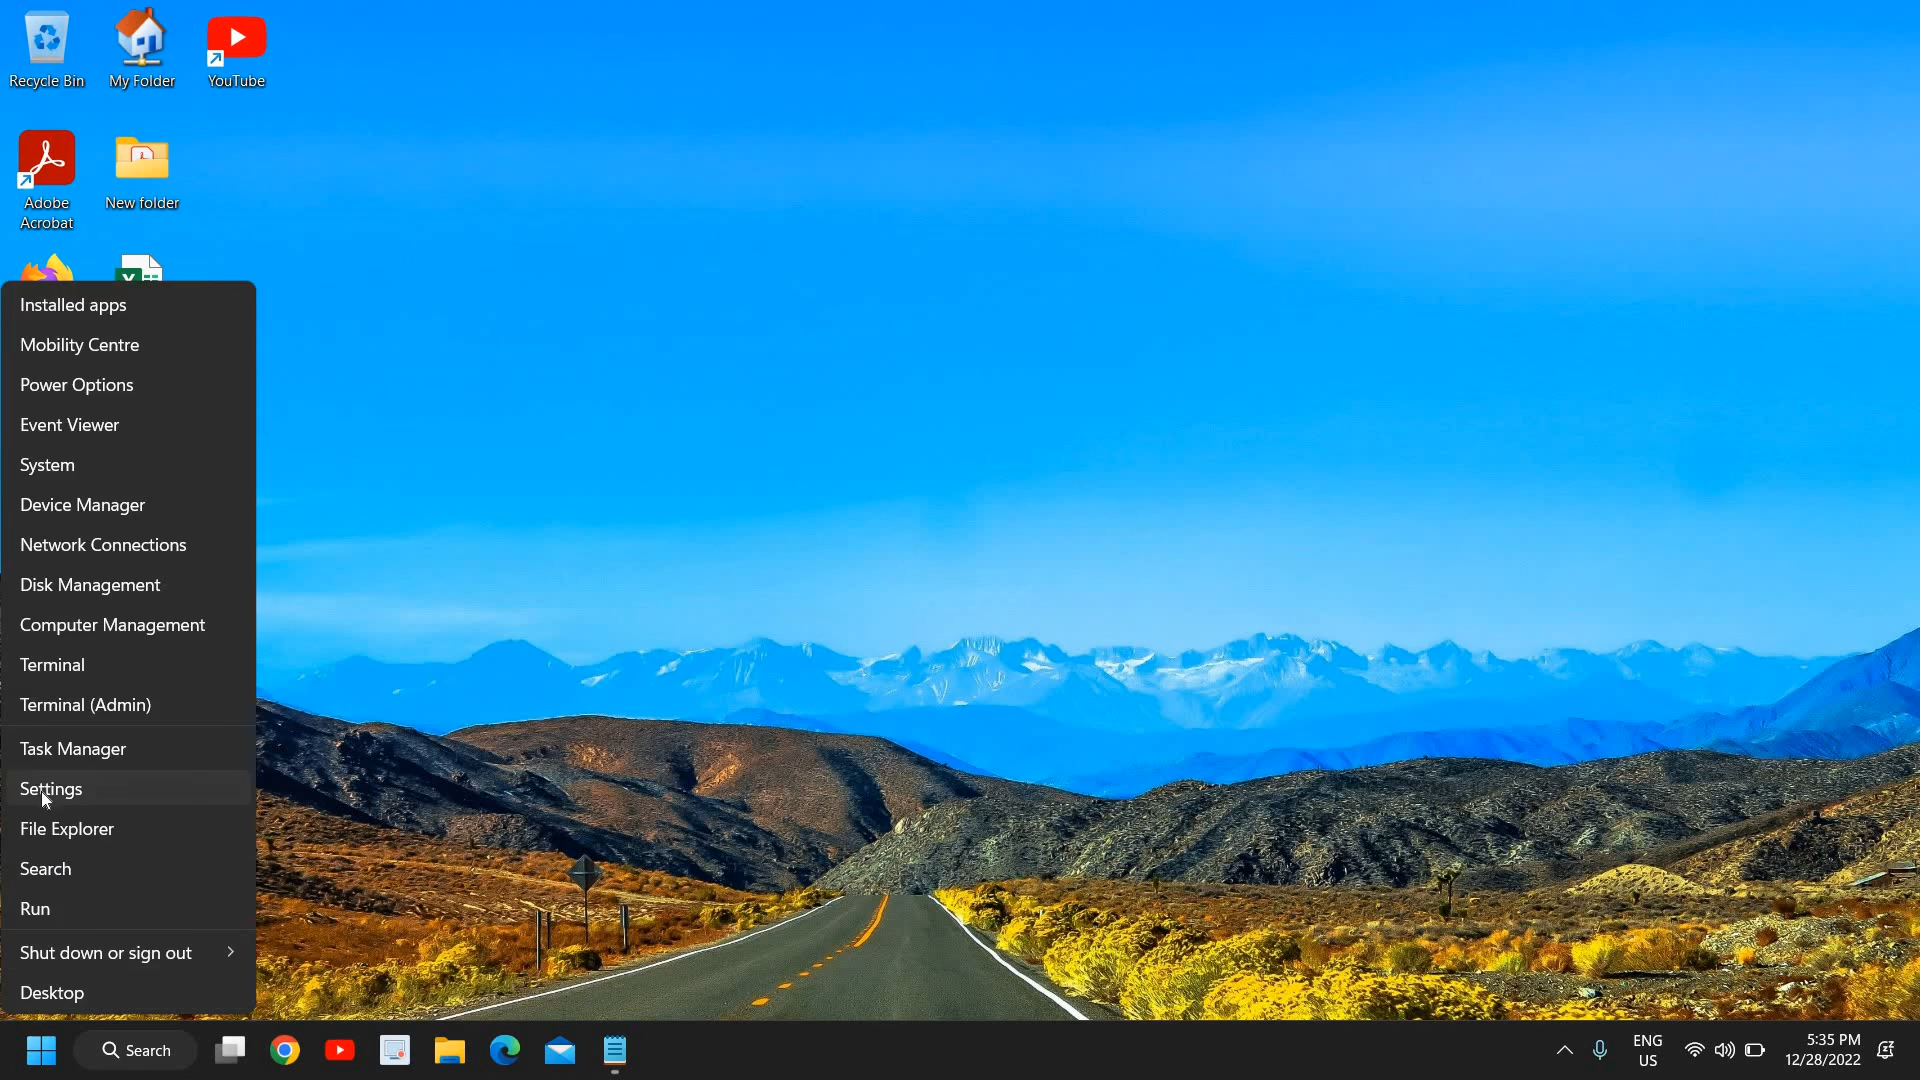 Recycle Bin
My Folder
YouTube
Adobe
Acrobat
New folder
Installed apps
Mobility Centre
Power Options
Event Viewer
System
Device Manager
Network Connections
Disk Management
Computer Management
Terminal
Terminal (Admin)
Task Manager
Settings
File Explorer
Search
Run
Shut down or sign out
Desktop
Search
ENG
US
5:35 PM
12/28/2022